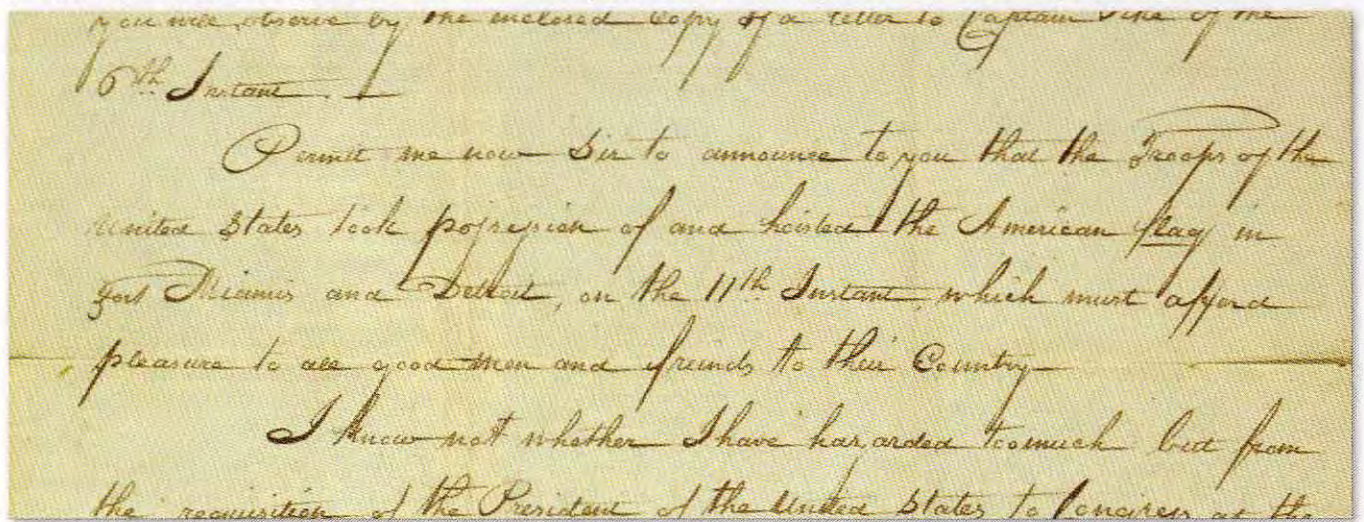 you will observe by the inclosed Copy of a letter to Captain Pike of the
6th Instant. —
Permit me now Sir to announce to you that the Troops of the
United States took possession of and hoisted the American flag in
Fort Miamis and Detroit, on the 11th Instant, which must afford
pleasure to all good men and freinds to their Country
I know not whether I have hazarded too much but from
the requisition of the President of the United States to Congress at the